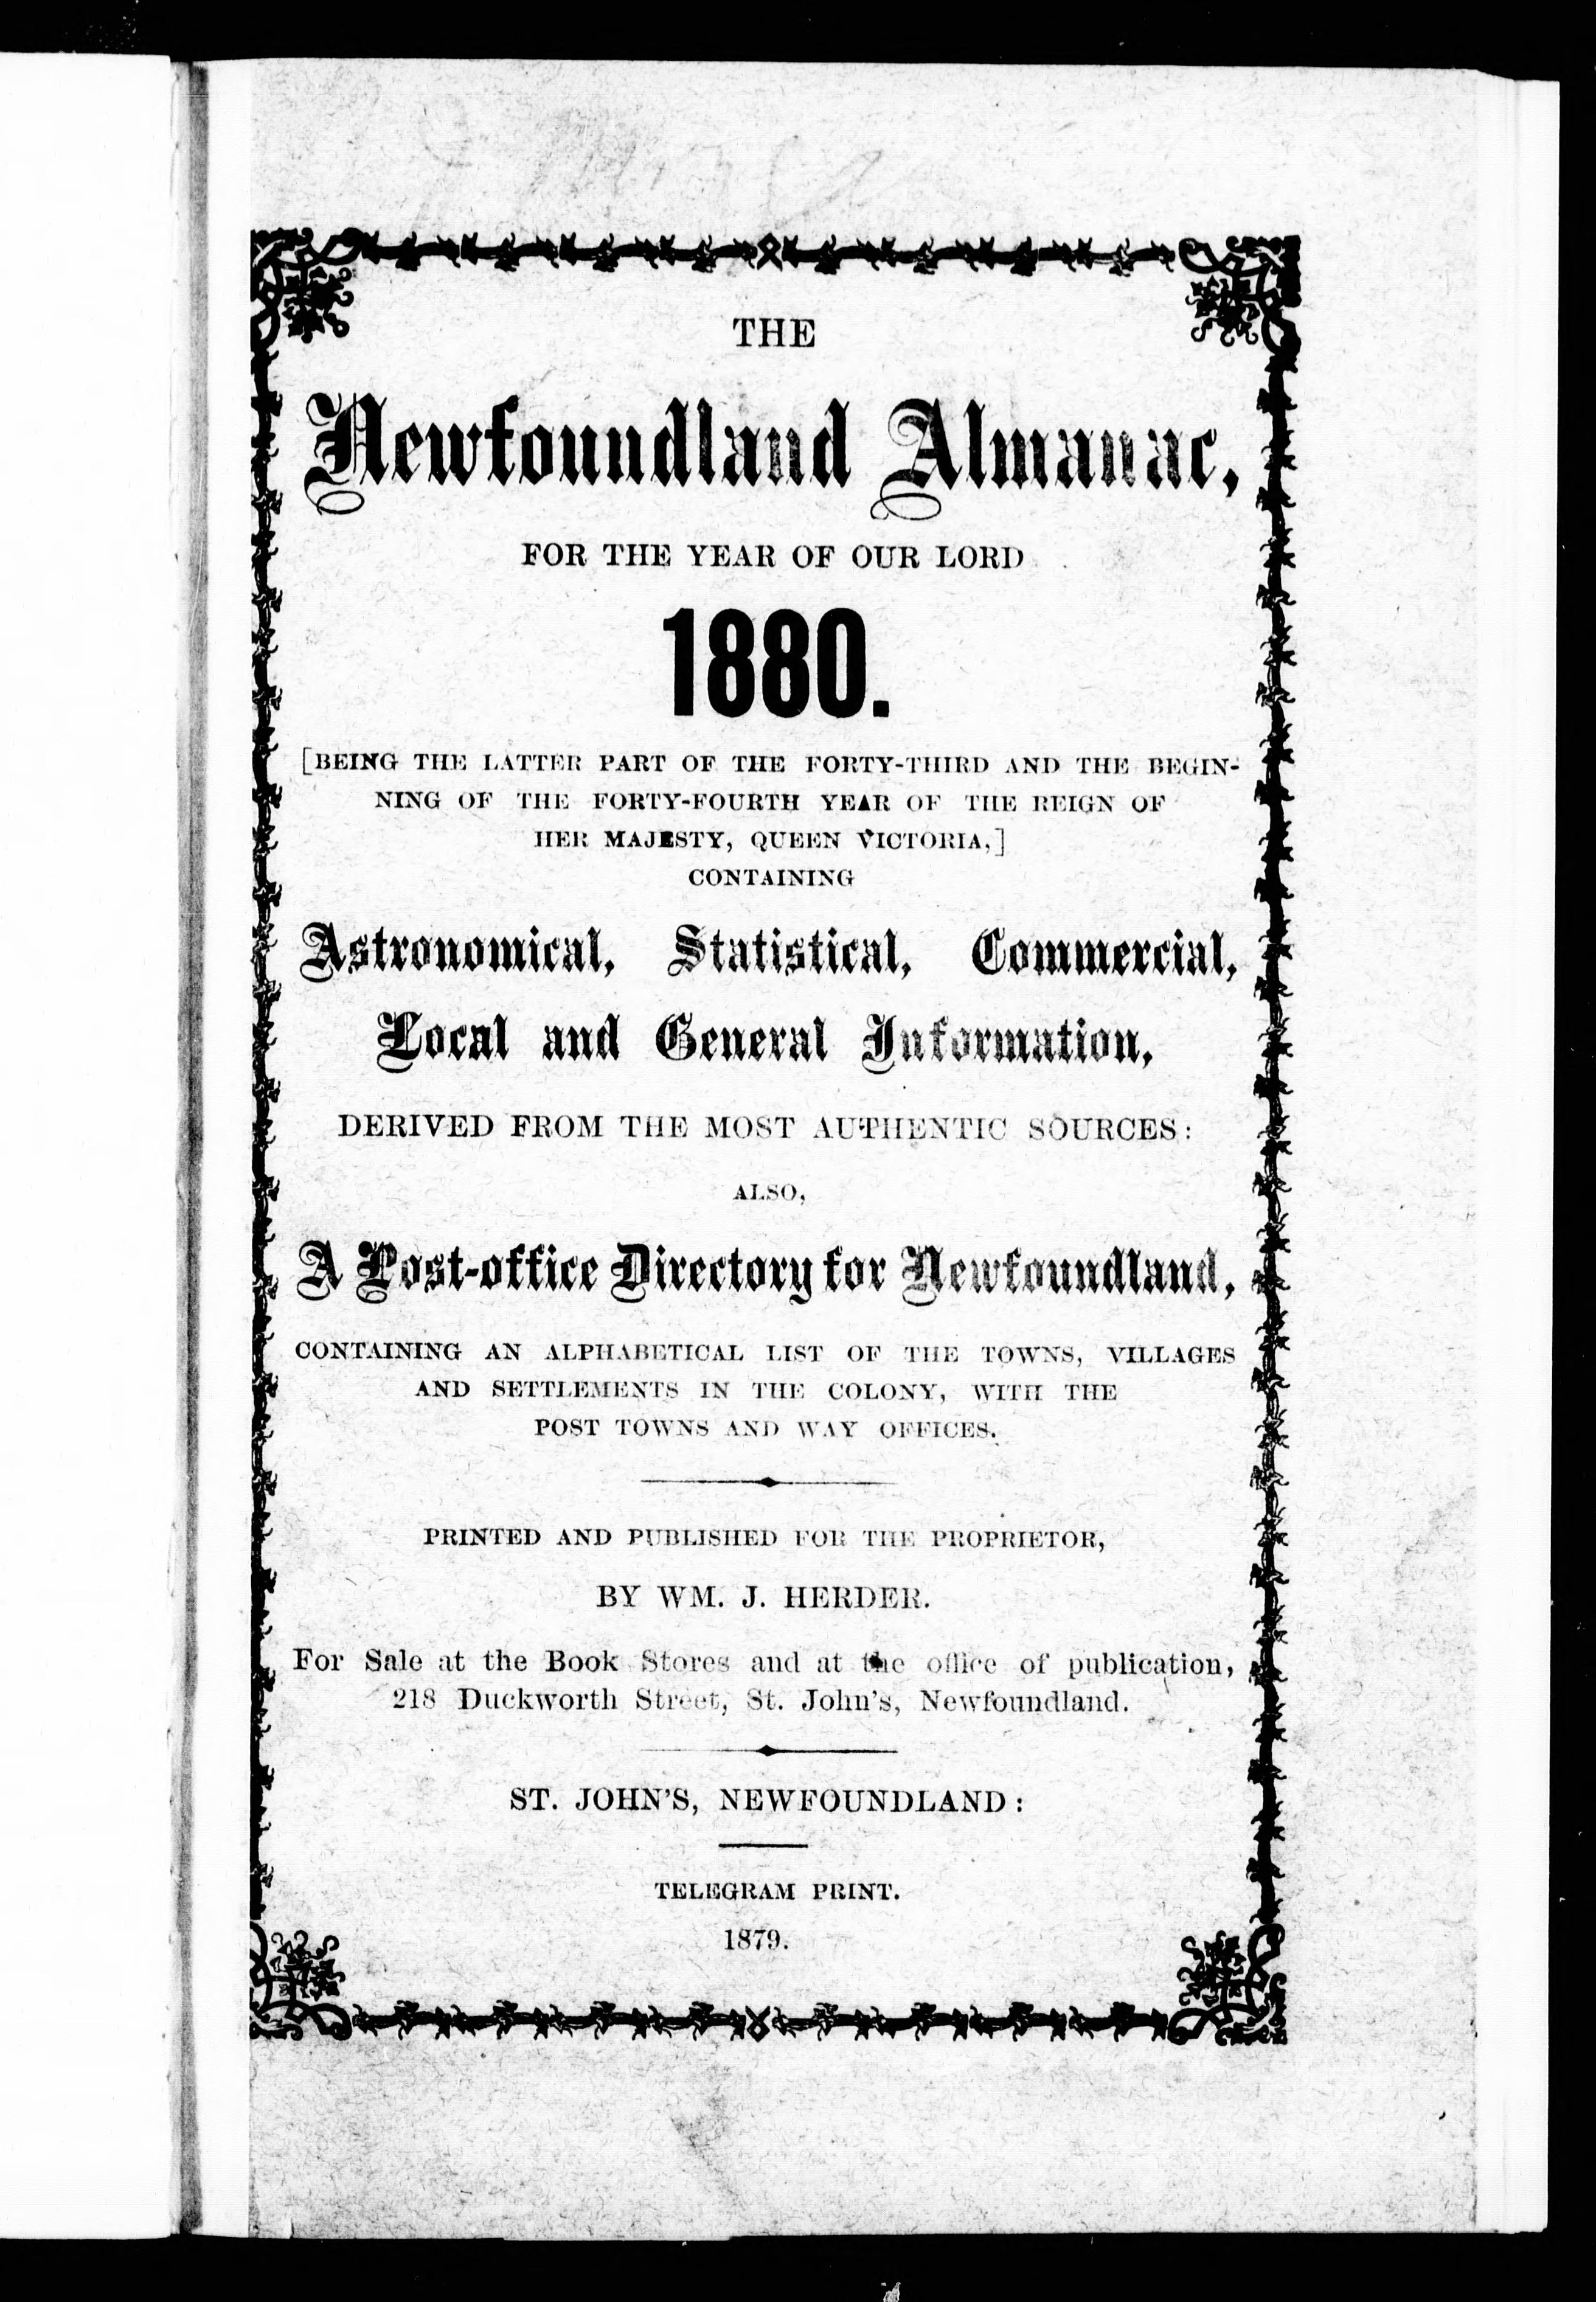 THE
Newfoundland Almanac,
FOR THE YEAR OF OUR LORD
1880.
[BEING THE LATTER PART OF THE FORTY-THIRD AND THE BEGIN-
NING OF THE FORTY-FOURTH YEAR OF THE REIGN OF
HER MAJESTY, QUEEN VICTORIA,]
CONTAINING
Astronomical, Statistical, Commercial,
Local and General Information,
DERIVED FROM THE MOST AUTHENTIC SOURCES:
ALSO,
A Post-office Directory for Newfoundland,
CONTAINING AN ALPHABETICAL LIST OF THE TOWNS, VILLAGES
AND SETTLEMENTS IN THE COLONY, WITH THE
POST TOWNS AND WAY OFFICES.
PRINTED AND PUBLISHED FOR THE PROPRIETOR,
BY WM. J. HERDER.
For Sale at the Book Stores and at the office of publication,
218 Duckworth Street, St. John's, Newfoundland.
ST. JOHN'S, NEWFOUNDLAND:
TELEGRAM PRINT.
1879.